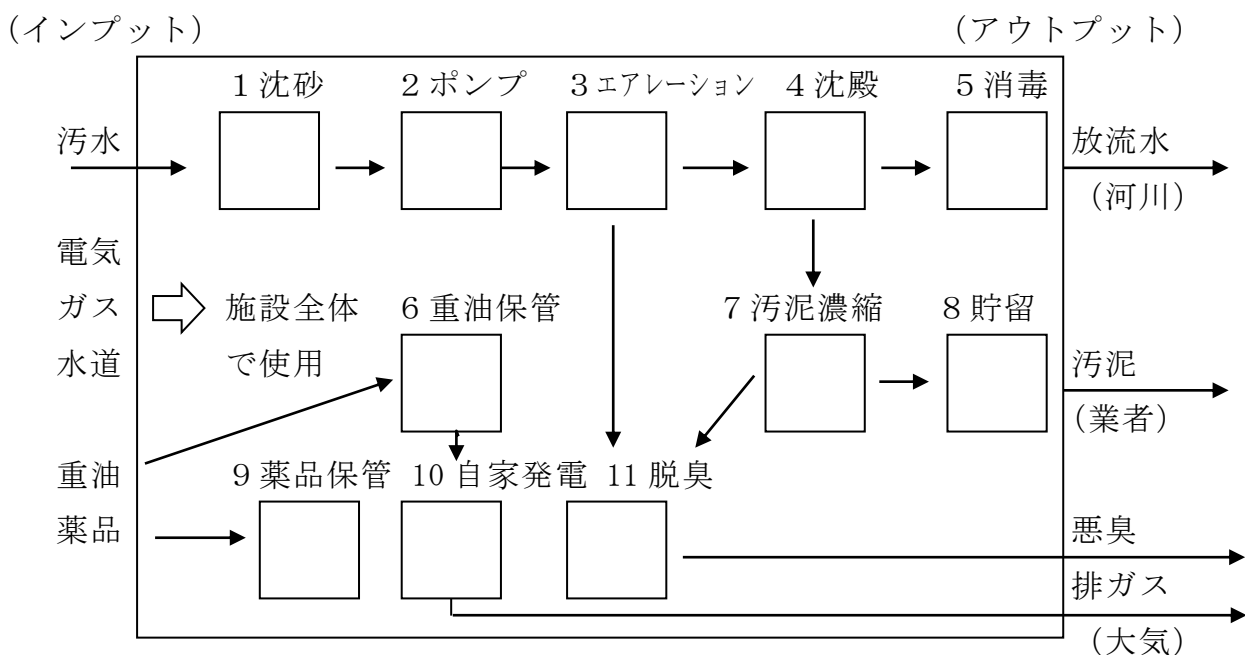 (インプット)
(アウトプット)
1沈砂
2ポンプ
3エアレーション
4沈殿
5消毒
汚水
放流水
(河川)
電気
ガス
水道
施設全体
で使用
6重油保管
7汚泥濃縮
8貯留
汚泥
(業者)
重油
薬品
9薬品保管
10自家発電
11脱臭
悪臭
排ガス
(大気)